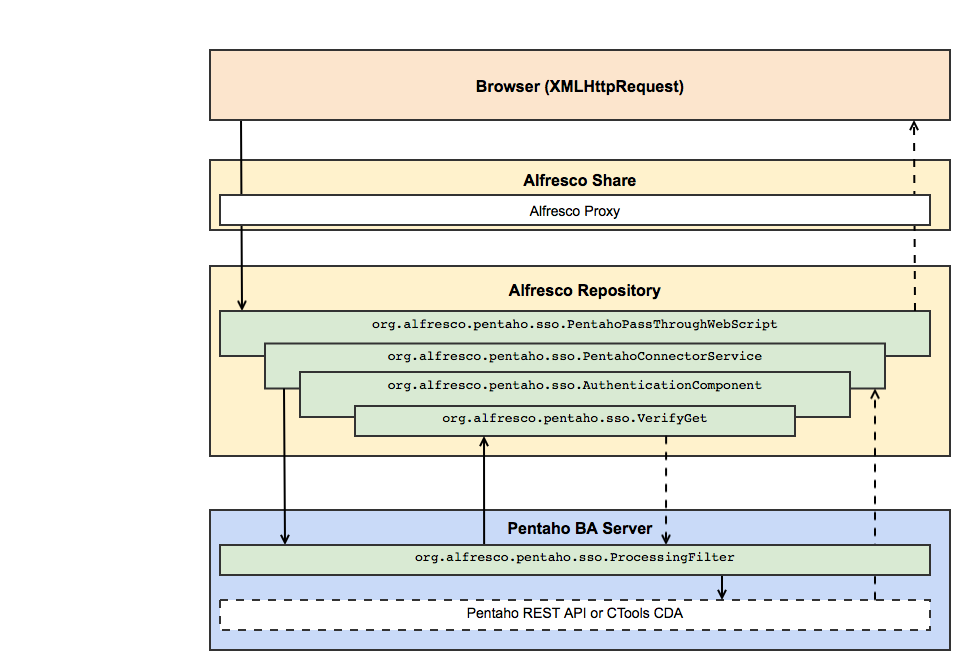 Browser (XMLHttpRequest)
Alfresco Share
Alfresco Proxy
Alfresco Repository
org.alfresco.pentaho.sso.PentahoPassThroughWebScript
org.alfresco.pentaho.sso.PentahoConnectorService
org.alfresco.pentaho.sso.AuthenticationComponent
org.alfresco.pentaho.sso.VerifyGet
Pentaho BA Server
org.alfresco.pentaho.sso.ProcessingFilter
Pentaho REST API or CTools CDA